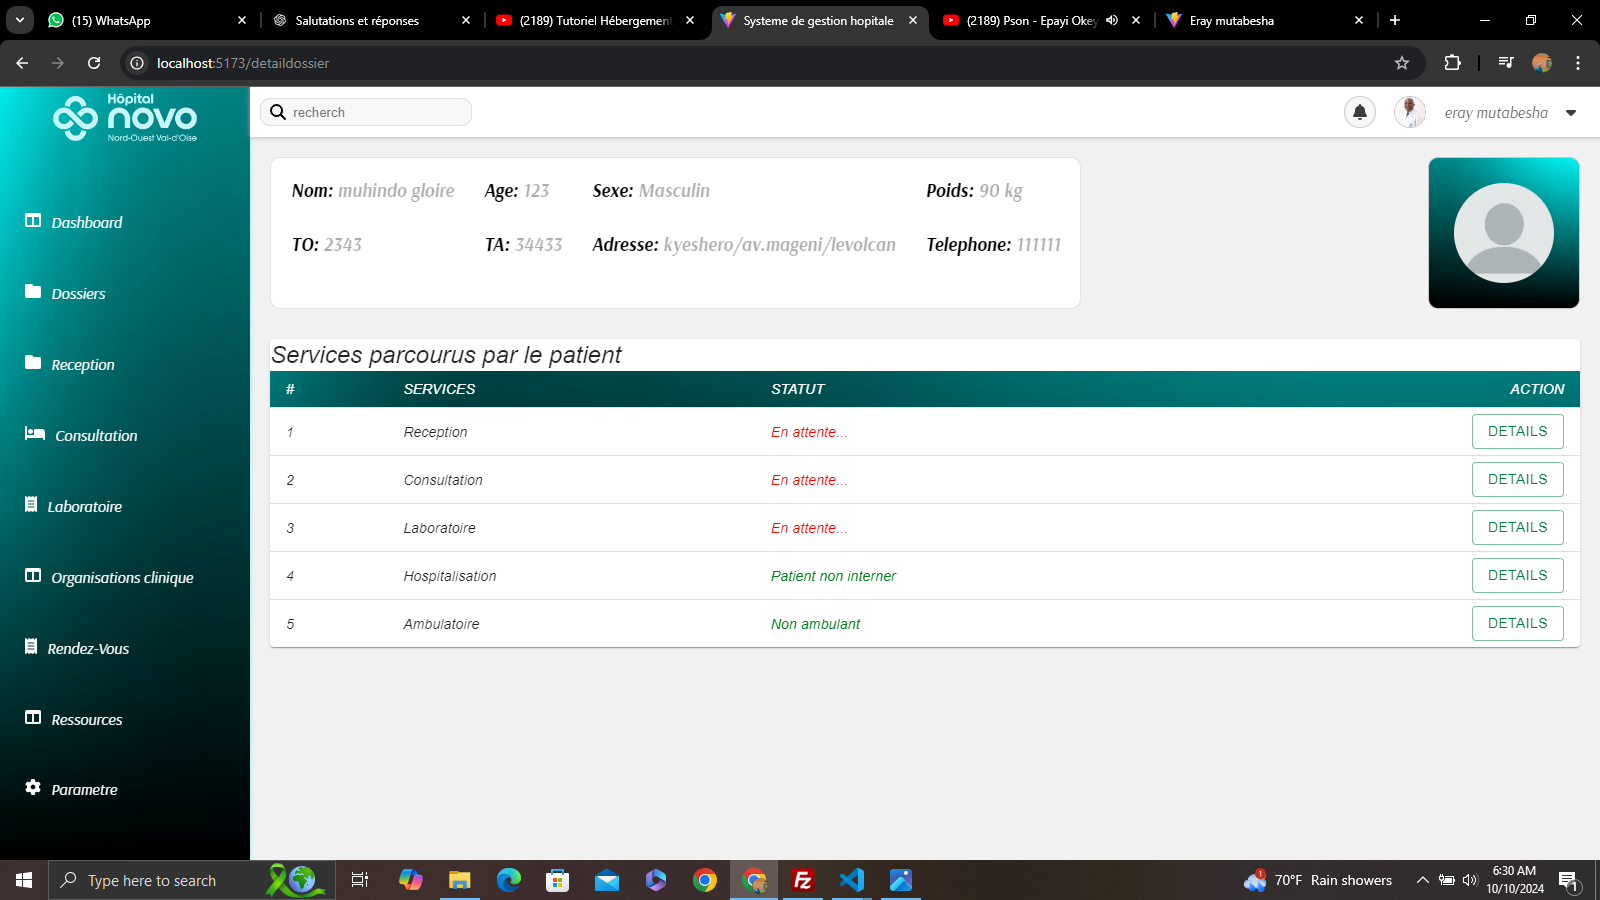 (15) WhatsApp
Salutations et réponses
(2189) Tutoriel Hébergement
Systeme de gestion hopitale
(2189) Pson - Epayi Okey
Eray mutabesha
localhost:5173/detaildossier
Hôpital
novo
Nord-Ouest Val-d'Oise
recherch
eray mutabesha
Nom: muhindo gloire Age: 123 Sexe: Masculin Poids: 90 kg
TO: 2343 TA: 34433 Adresse: kyeshero/av.mageni/levolcan Telephone: 111111
Dashboard
Dossiers
Reception
Consultation
Laboratoire
Organisations clinique
Rendez-Vous
Ressources
Parametre
Services parcourus par le patient
# SERVICES STATUT ACTION
1 Reception En attente... DETAILS
2 Consultation En attente... DETAILS
3 Laboratoire En attente... DETAILS
4 Hospitalisation Patient non interner DETAILS
5 Ambulatoire Non ambulant DETAILS
Type here to search
1
70°F Rain showers
6:30 AM
10/10/2024
1